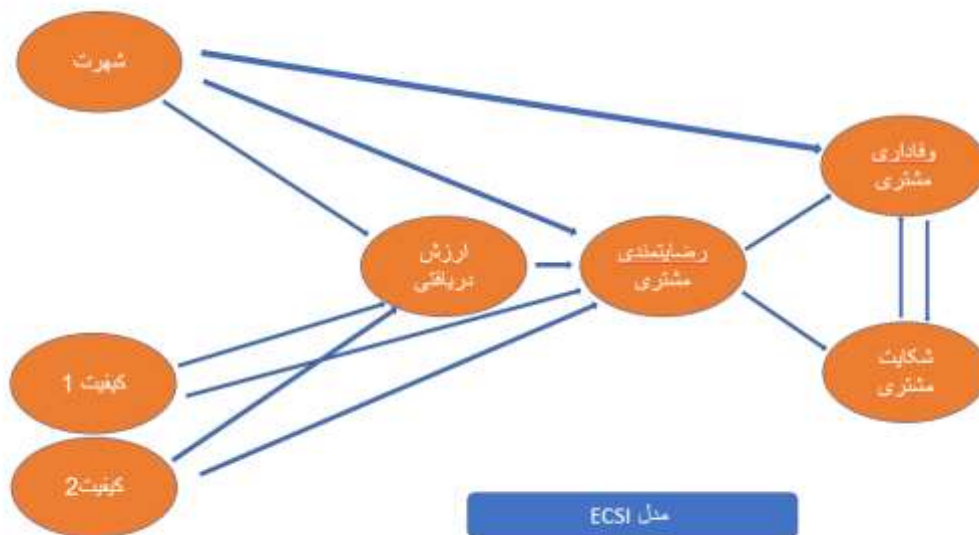 شهرت
وفاداری
مشتری
ارزش
دریافتی
رضایتمندی
مشتری
کیفیت 1
شکایت
مشتری
کیفیت2
مدل ECSI